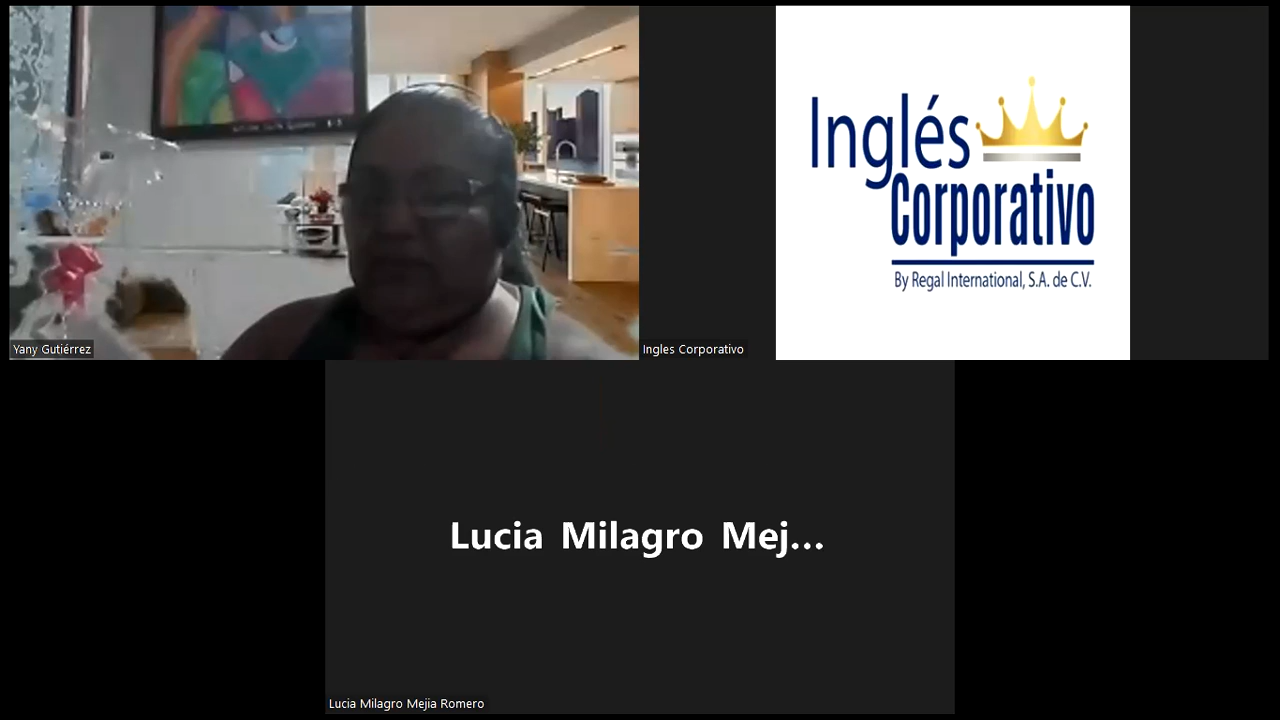 Yany Gutiérrez
Inglés
Corporativo
By Regal International, S.A. de C.V.
Ingles Corporativo
Lucia Milagro Mej...
Lucia Milagro Mejia Romero